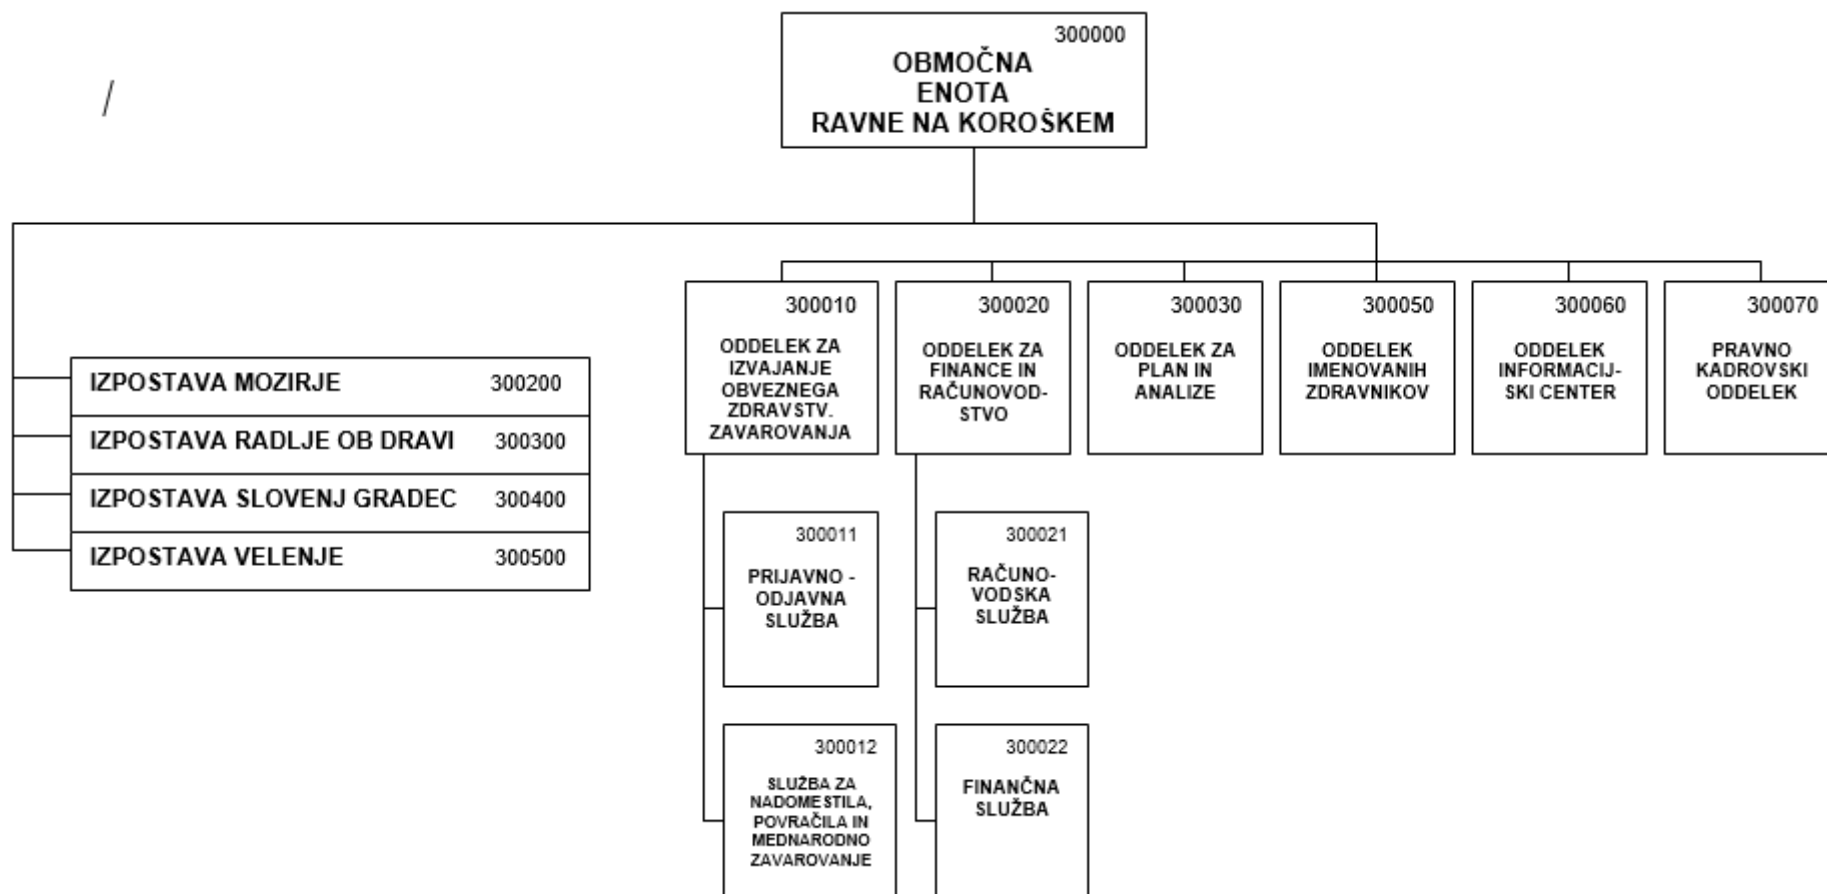 /
300000
OBMOČNA
ENOTA
RAVNE NA KOROŠKEM
IZPOSTAVA MOZIRJE 300200
IZPOSTAVA RADLJE OB DRAVI 300300
IZPOSTAVA SLOVENJ GRADEC 300400
IZPOSTAVA VELENJE 300500
300010
ODDELEK ZA
IZVAJANJE
OBVEZNEGA
ZDRAVSTV.
ZAVAROVANJA
300020
ODDELEK ZA
FINANCE IN
RAČUNOVOD-
STVO
300030
ODDELEK ZA
PLAN IN
ANALIZE
300050
ODDELEK
IMENOVANIH
ZDRAVNIKOV
300060
ODDELEK
INFORMACIJ-
SKI CENTER
300070
PRAVNO
KADROVSKI
ODDELEK
300011
PRIJAVNO -
ODJAVNA
SLUŽBA
300021
RAČUNO-
VODSKA
SLUŽBA
300012
SLUŽBA ZA
NADOMESTILA,
POVRAČILA IN
MEDNARODNO
ZAVAROVANJE
300022
FINANČNA
SLUŽBA